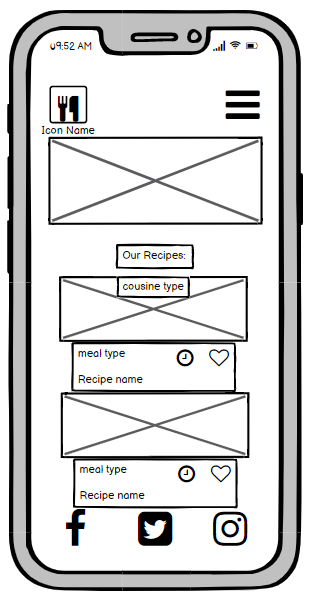 09:52 AM
Icon Name
Our Recipes:
cousine type
meal type
Recipe name
meal type
Recipe name